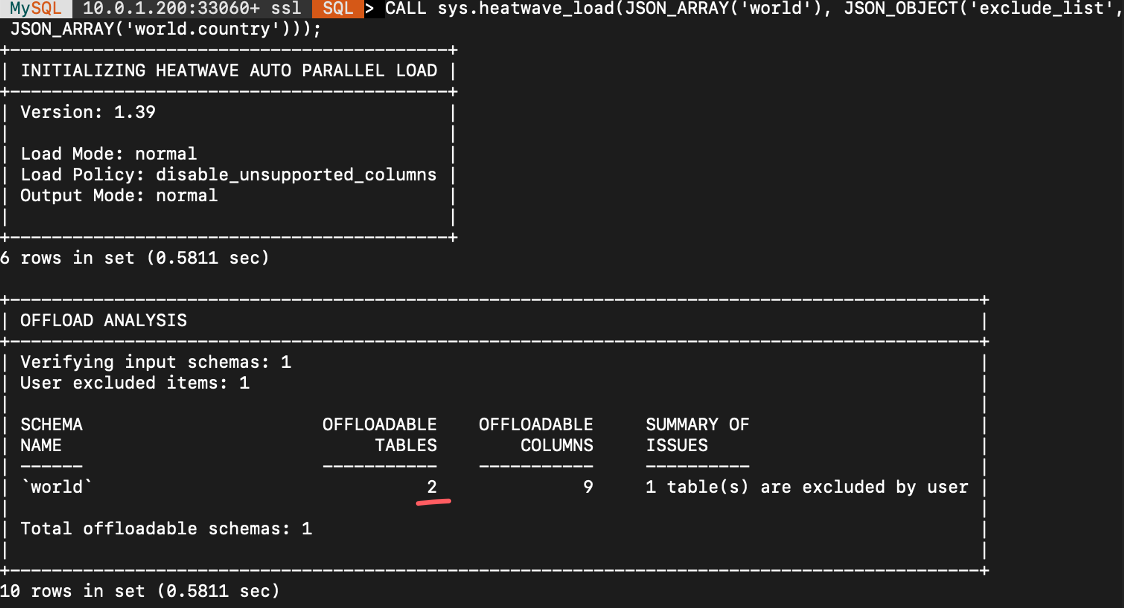 MySQL 10.0.1.200:33060+ ssl SQL > CALL sys.heatwave_load(JSON_ARRAY('world'), JSON_OBJECT('exclude_list',
JSON_ARRAY('world.country')));
+------------------------------------------+
| INITIALIZING HEATWAVE AUTO PARALLEL LOAD |
+------------------------------------------+
| Version: 1.39                            |
|                                          |
| Load Mode: normal                        |
| Load Policy: disable_unsupported_columns |
| Output Mode: normal                      |
|                                          |
+------------------------------------------+
6 rows in set (0.5811 sec)

+---------------------------------------------------------------------------------------------+
| OFFLOAD ANALYSIS                                                                            |
+---------------------------------------------------------------------------------------------+
| Verifying input schemas: 1                                                                  |
| User excluded items: 1                                                                      |
|                                                                                             |
| SCHEMA                       OFFLOADABLE    OFFLOADABLE     SUMMARY OF                      |
| NAME                              TABLES        COLUMNS     ISSUES                          |
| ------                       -----------    -----------     ----------                      |
| `world`                                2              9     1 table(s) are excluded by user |
|                                                                                             |
| Total offloadable schemas: 1                                                                |
|                                                                                             |
+---------------------------------------------------------------------------------------------+
10 rows in set (0.5811 sec)